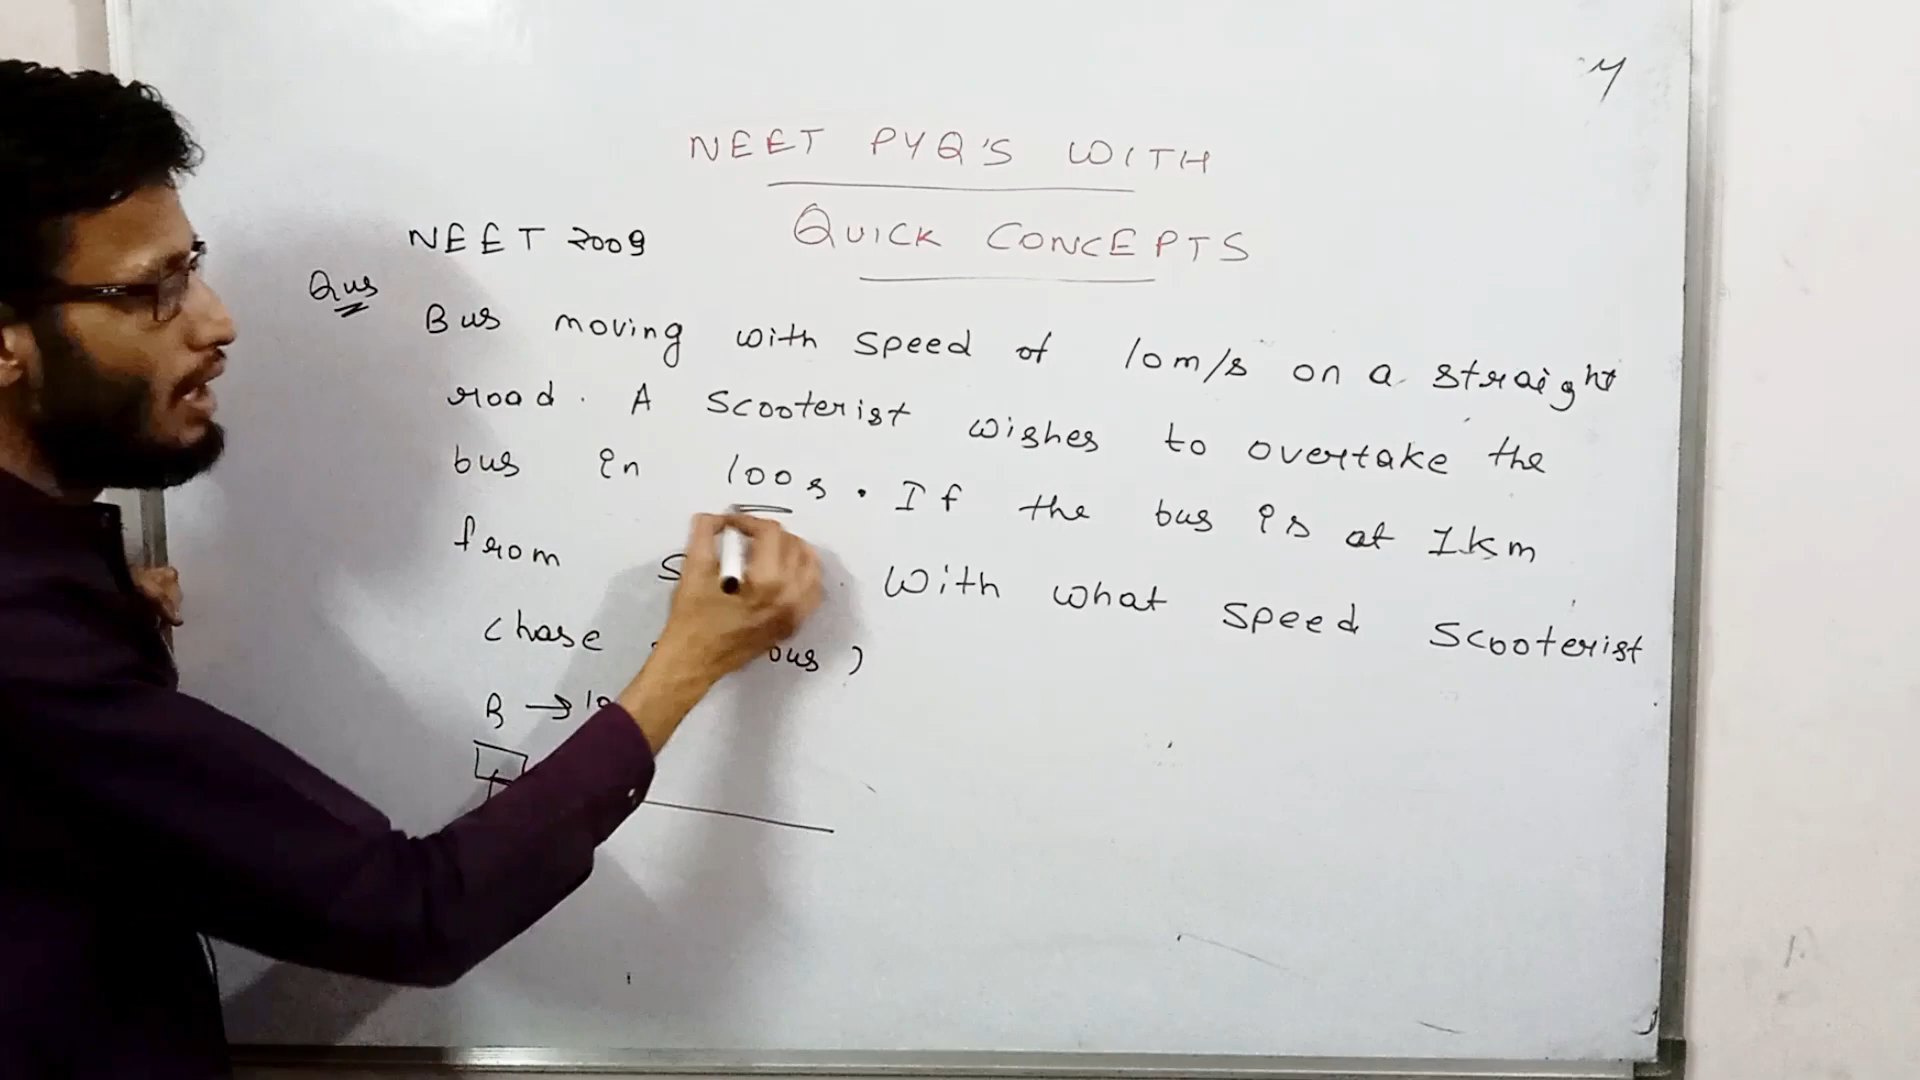 NEET PYQ'S WITH
QUICK CONCEPTS
NEET 2009
Qus
Bus moving with speed of 10m/s on a straight
road. A scooterist wishes to overtake the
bus in 100s. If the bus is at 1km
from with what speed scooterist
chase )
B →